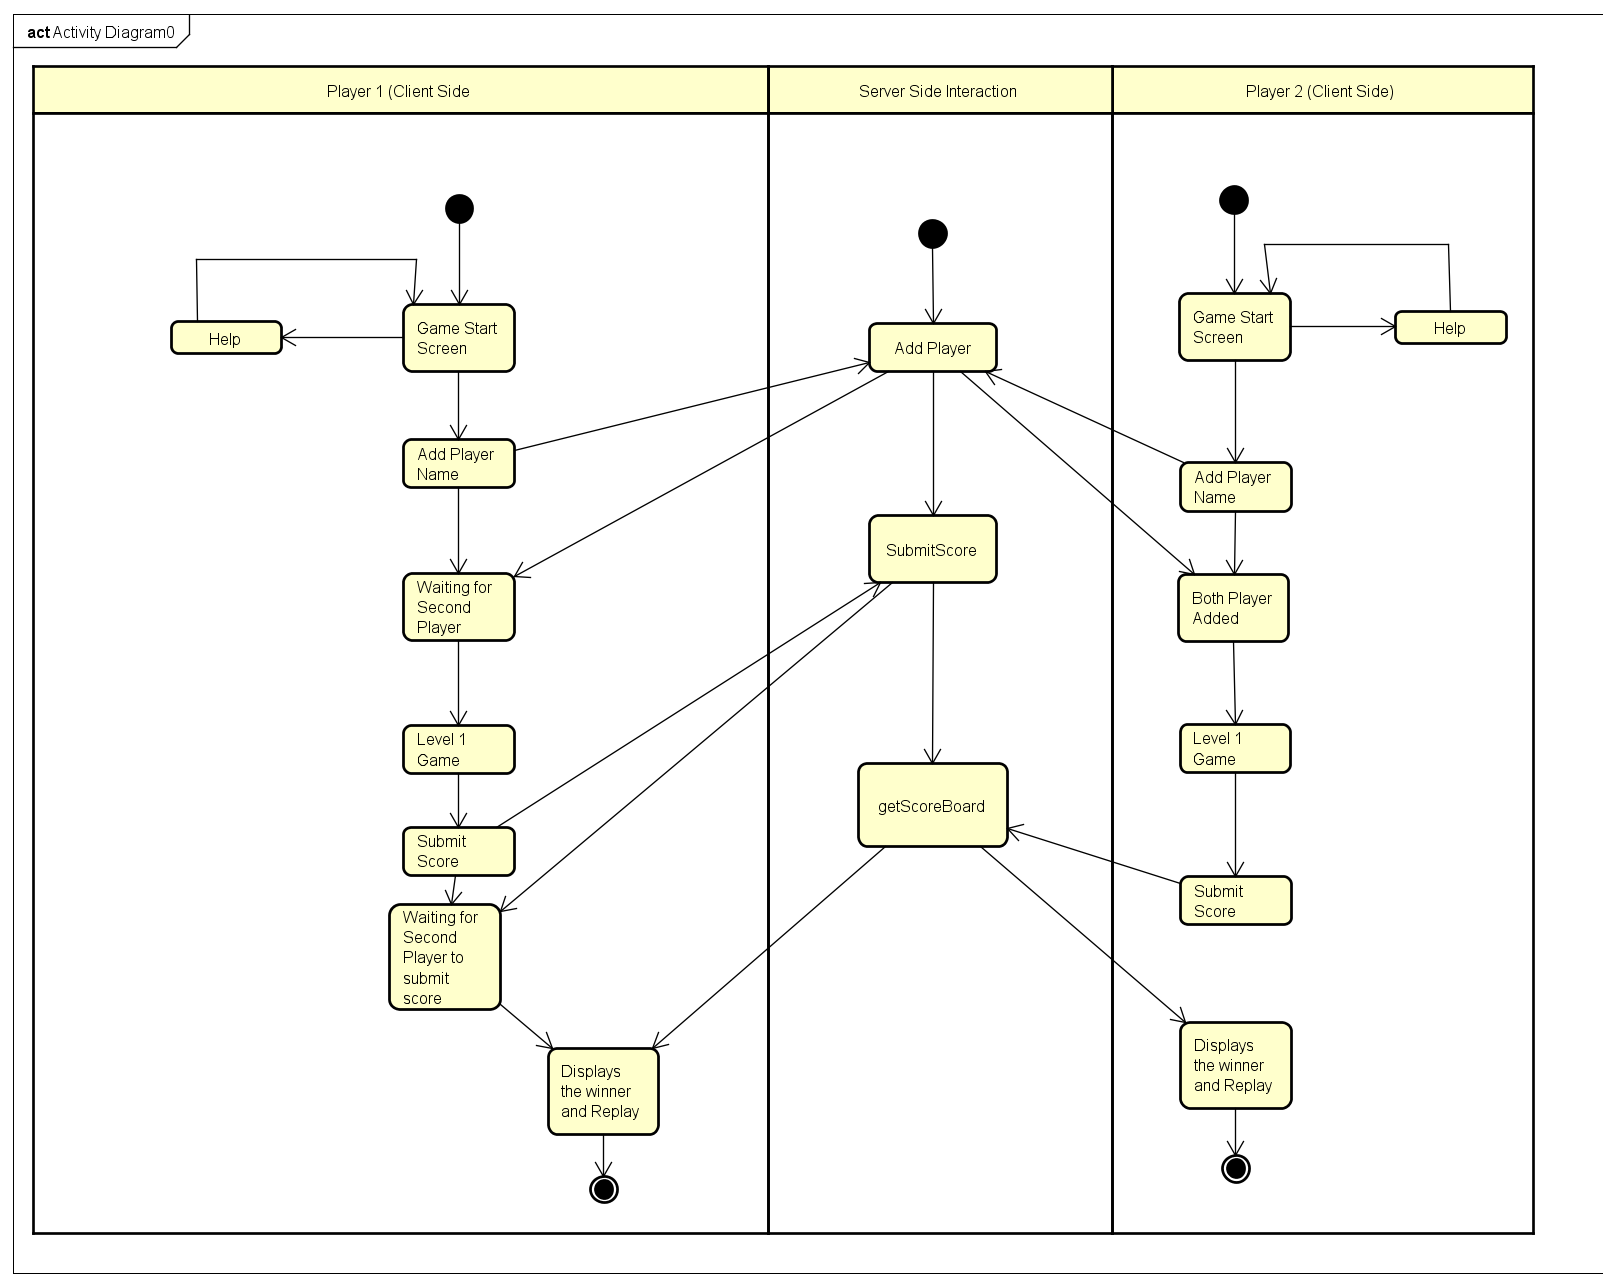 act Activity Diagram0
Player 1 (Client Side
Server Side Interaction
Player 2 (Client Side)
Help
Game Start
Screen
Add Player
Name
Waiting for
Second
Player
Level 1
Game
Submit
Score
Waiting for
Second
Player to
submit
score
Displays
the winner
and Replay
Add Player
SubmitScore
getScoreBoard
Game Start
Screen
Help
Add Player
Name
Both Player
Added
Level 1
Game
Submit
Score
Displays
the winner
and Replay